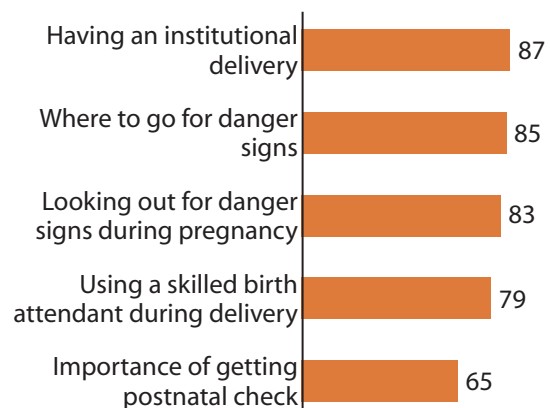 Having an institutional
delivery
87
Where to go for danger
signs
85
Looking out for danger
signs during pregnancy
83
Using a skilled birth
attendant during delivery
79
Importance of getting
postnatal check
65